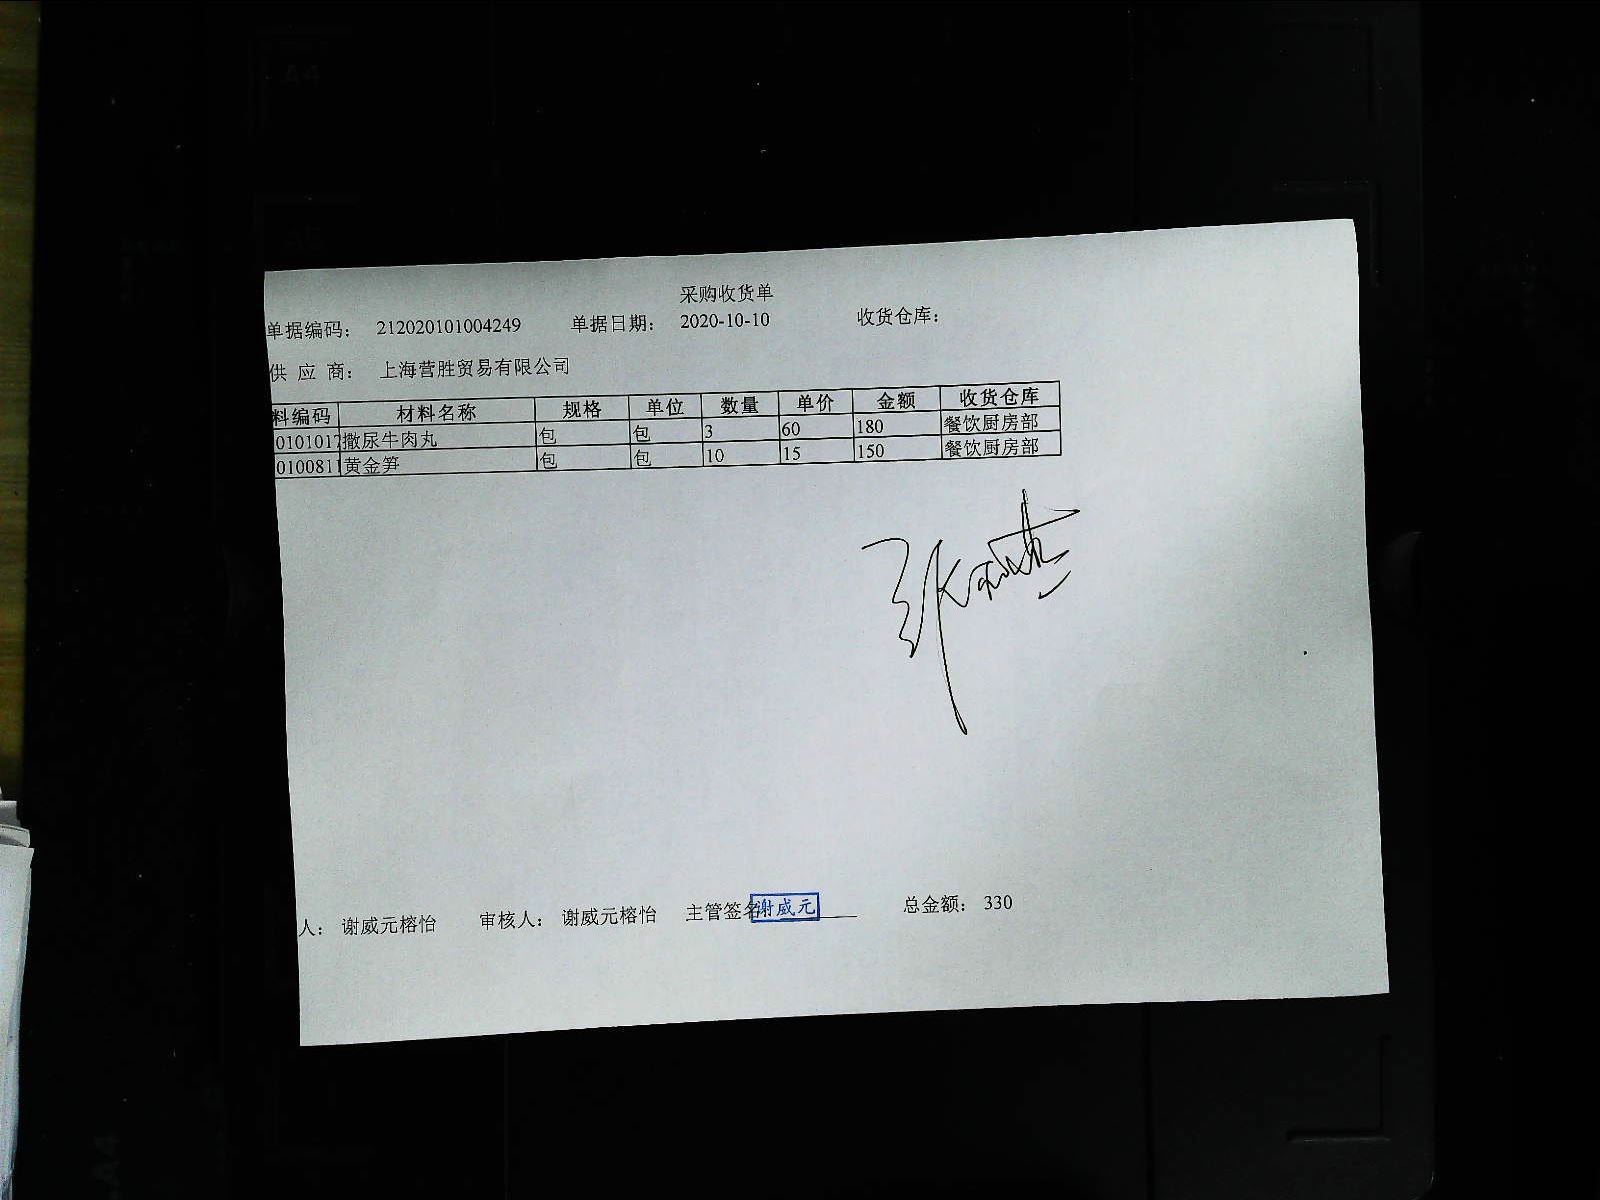 采购收货单
单据编码: 212020101004249 单据日期: 2020-10-10 收货仓库:
供应商: 上海营胜贸易有限公司
料编码 材料名称 规格 单位 数量 单价 金额 收货仓库
0101017 撒尿牛肉丸 包 包 3 60 180 餐饮厨房部
0100811 黄金笋 包 包 10 15 150 餐饮厨房部
人: 谢威元榕怡 审核人: 谢威元榕怡 主管签名 谢威元 总金额: 330